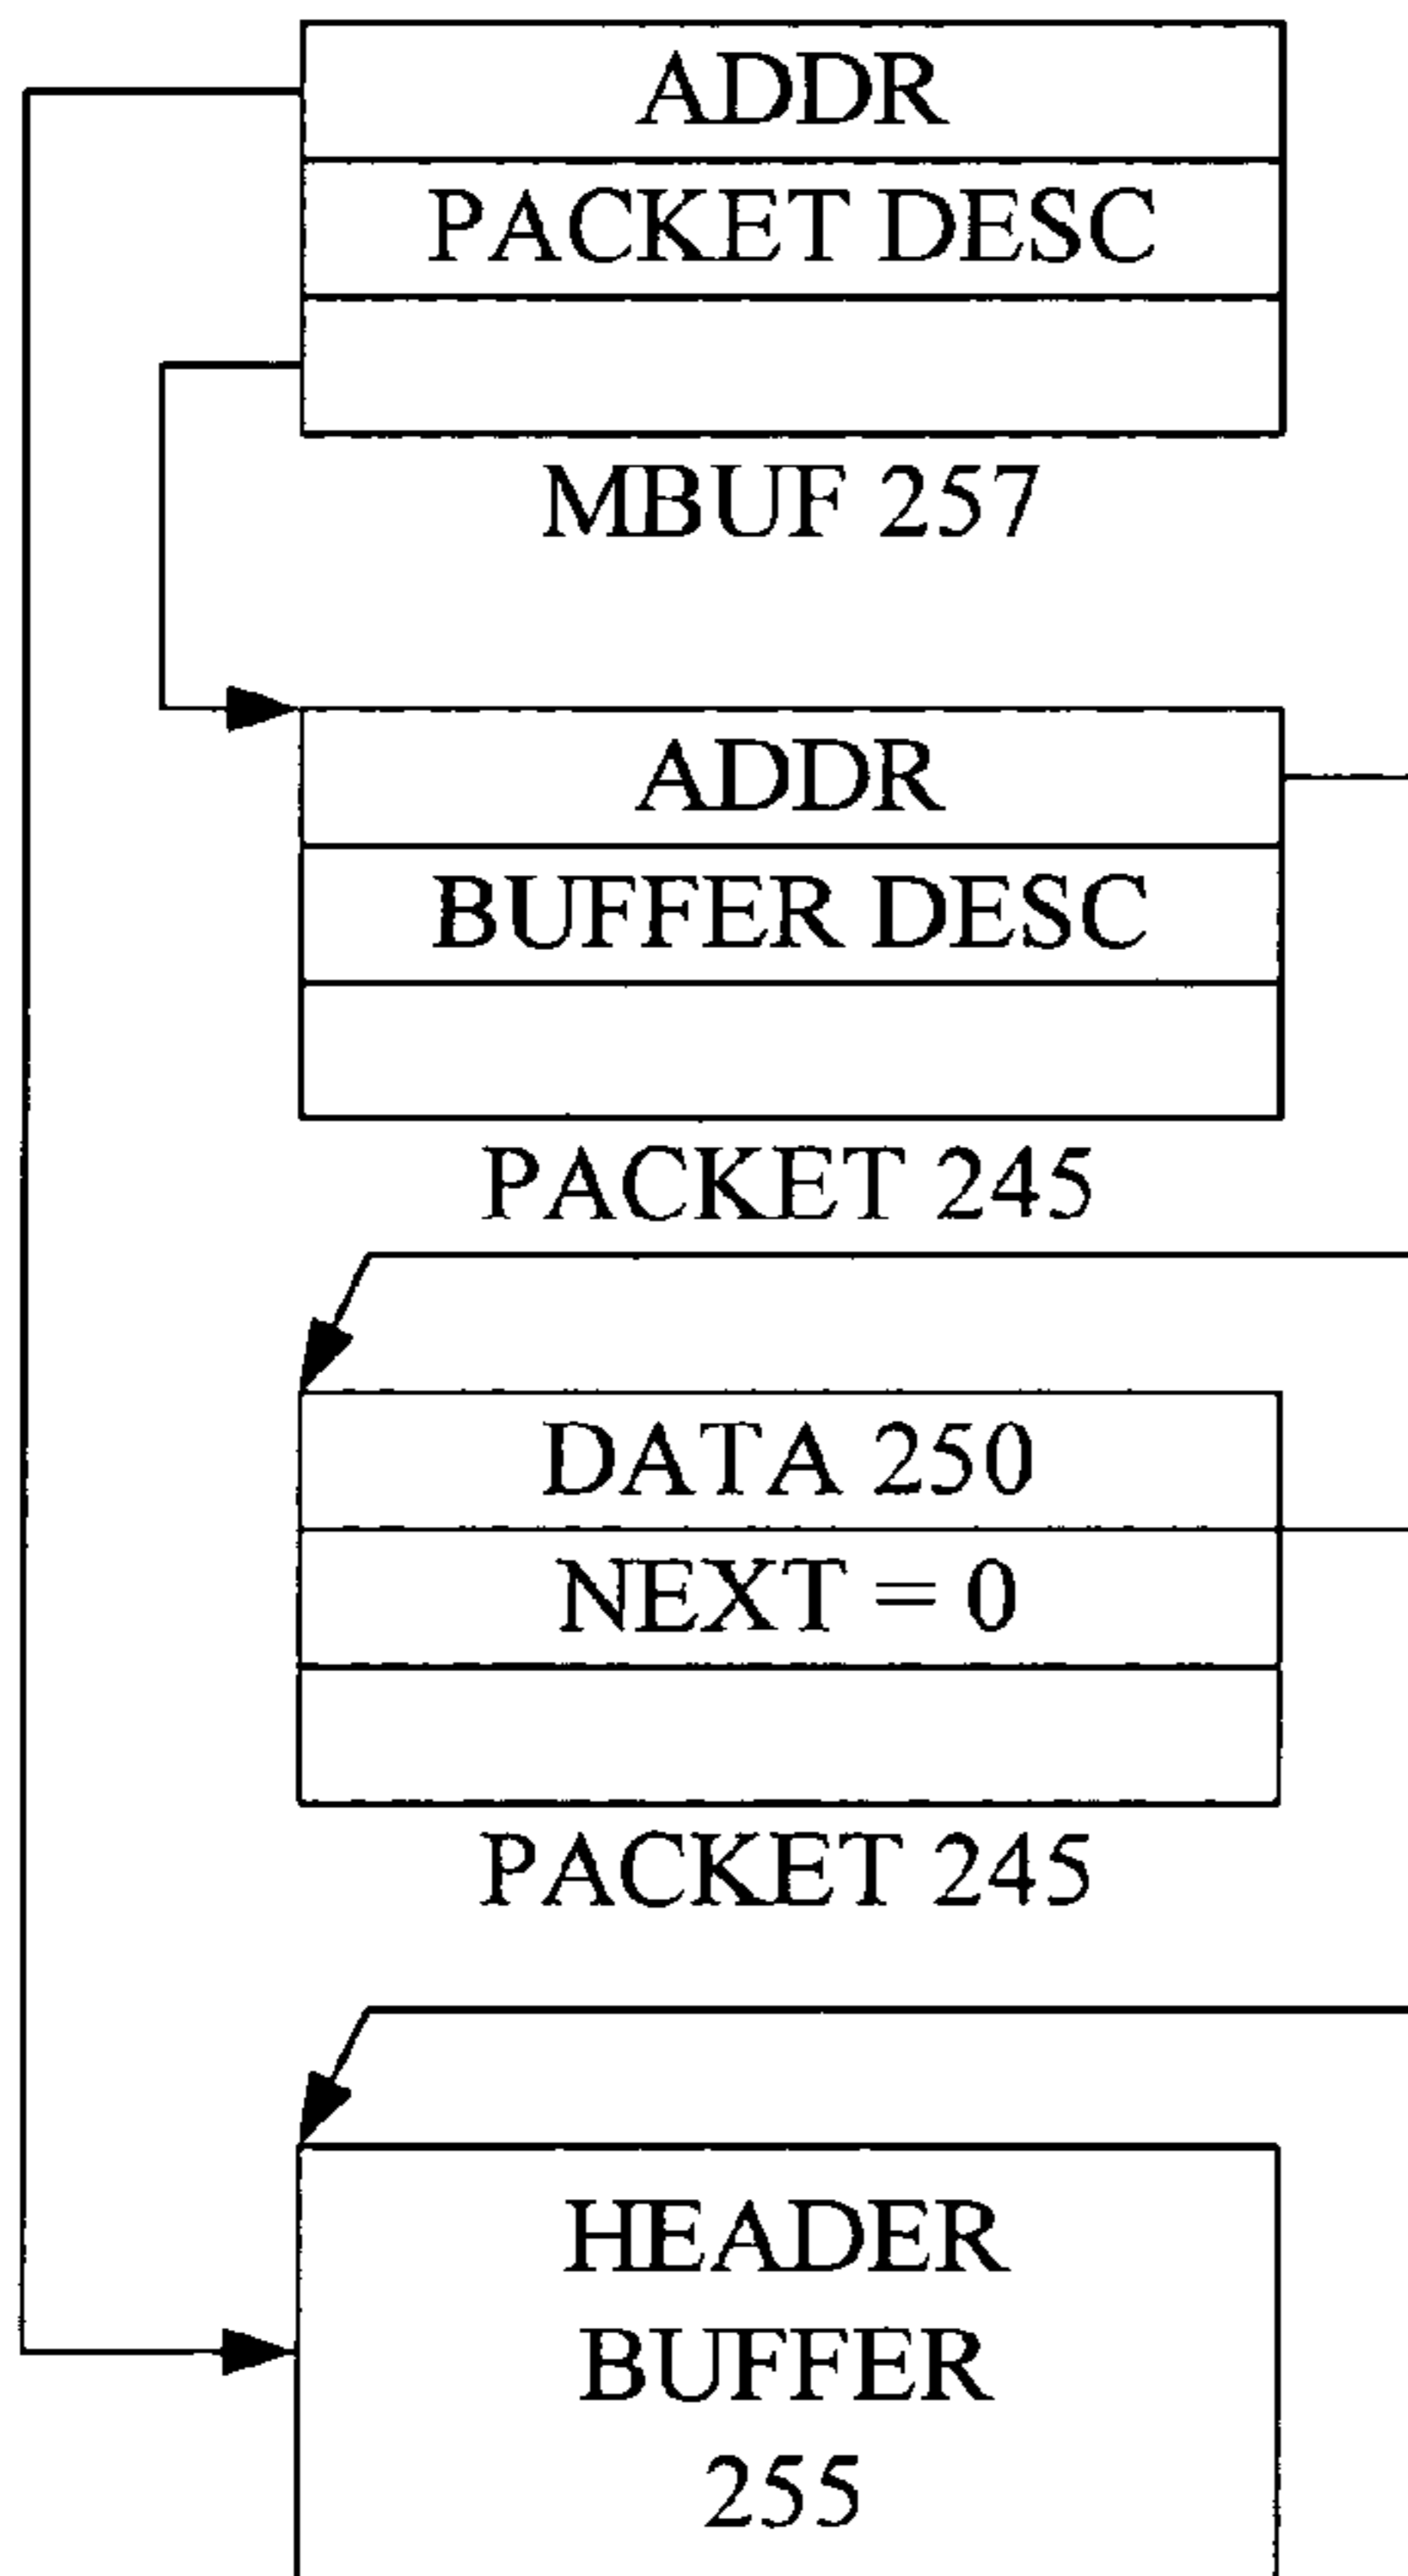 ADDR
PACKET DESC
MBUF 257
ADDR
BUFFER DESC
PACKET 245
DATA 250
NEXT = 0
PACKET 245
HEADER
BUFFER
255